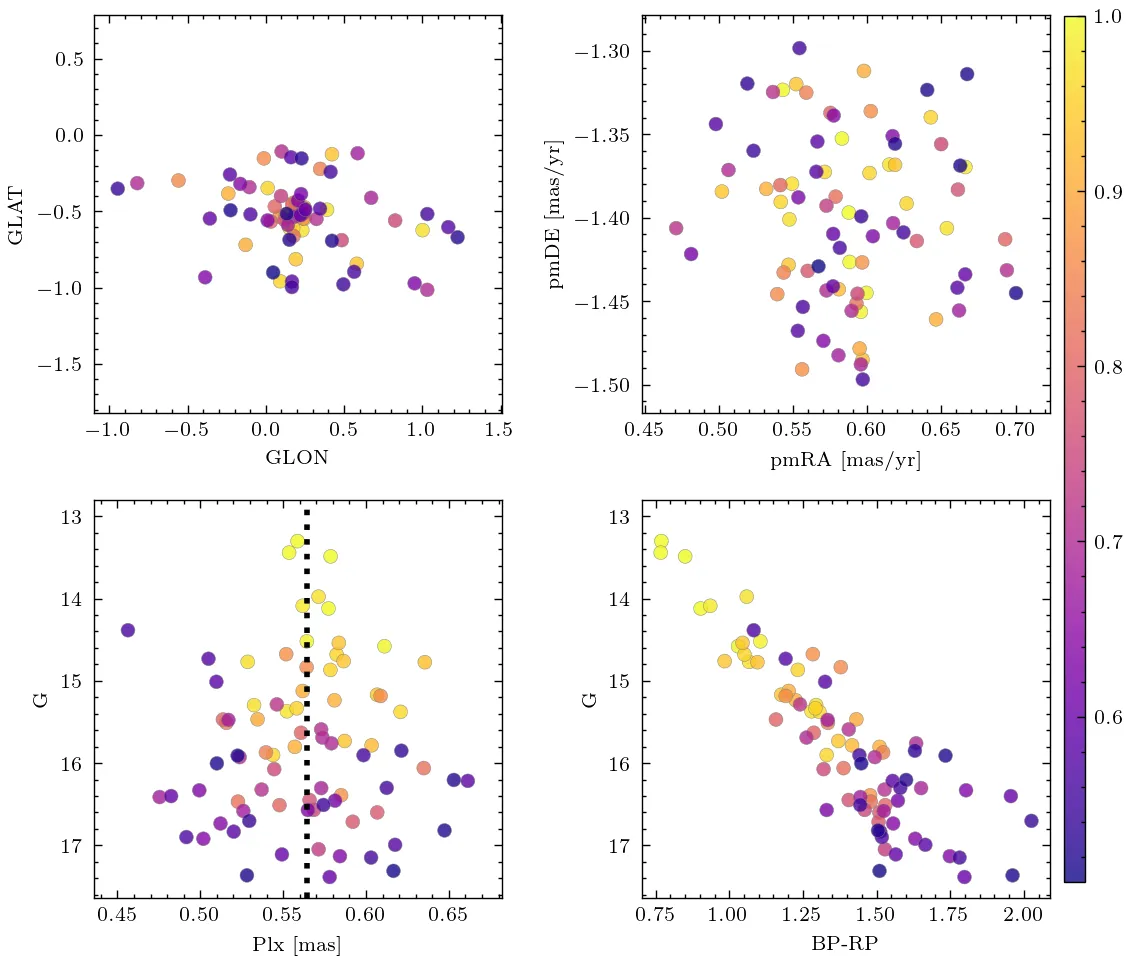 0.5
0.0
−0.5
−1.0
−1.5
GLAT
−1.0 −0.5 0.0 0.5 1.0 1.5
GLON
−1.30
−1.35
−1.40
−1.45
−1.50
pmDE [mas/yr]
0.45 0.50 0.55 0.60 0.65 0.70
pmRA [mas/yr]
13
14
15
16
17
G
0.45 0.50 0.55 0.60 0.65
Plx [mas]
13
14
15
16
17
G
0.75 1.00 1.25 1.50 1.75 2.00
BP-RP
1.0
0.9
0.8
0.7
0.6